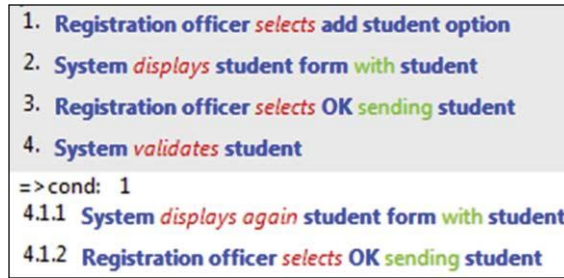 1. Registration officer selects add student option
2. System displays student form with student
3. Registration officer selects OK sending student
4. System validates student
=>cond: 1
4.1.1 System displays again student form with student
4.1.2 Registration officer selects OK sending student